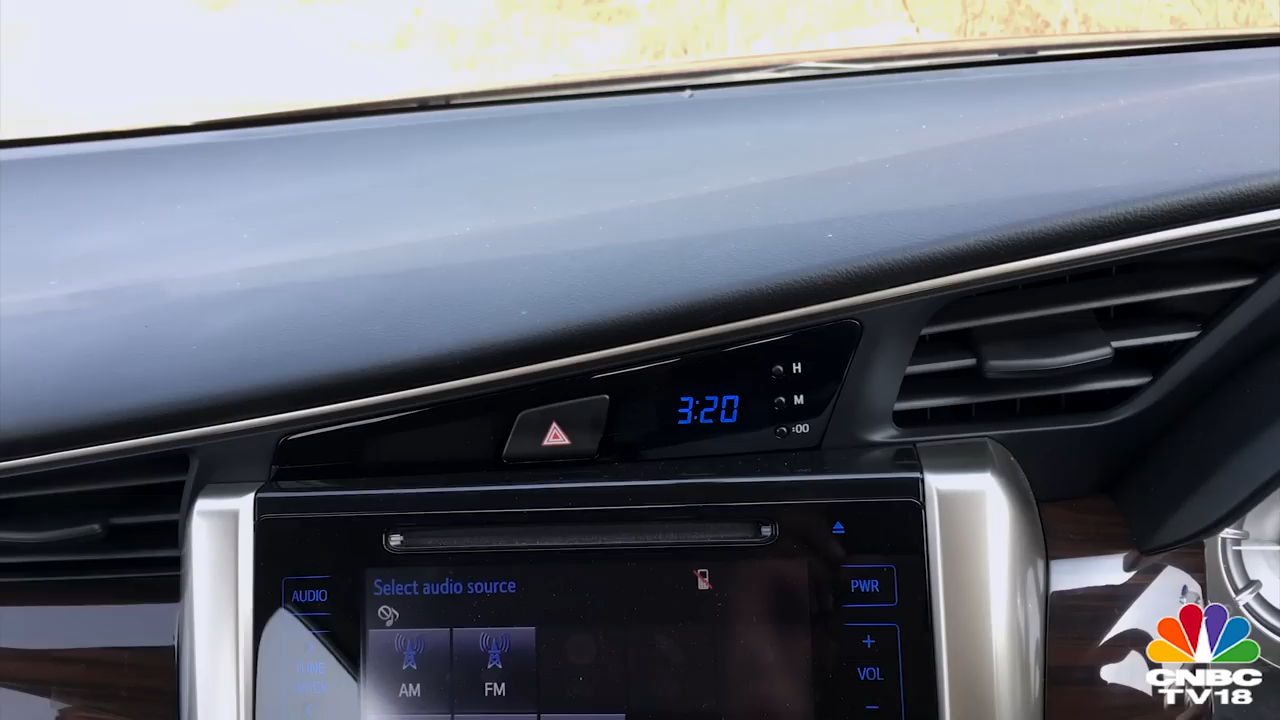 H
3:20
M
:00
Select audio source
AUDIO
PWR
AM
FM
+
VOL
−
CNBC
TV18